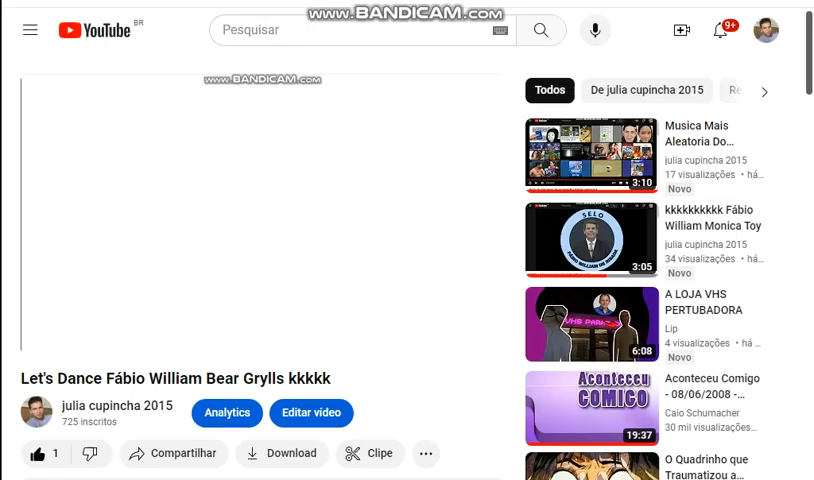 www.BANDICAM.com
YouTube BR
Pesquisar
9+
www.BANDICAM.com
Todos
De julia cupincha 2015
Re
Musica Mais
Aleatoria Do...
julia cupincha 2015
17 visualizações • há...
Novo
3:10
kkkkkkkkkk Fábio
William Monica Toy
julia cupincha 2015
34 visualizações • há...
Novo
SELO
3:05
A LOJA VHS
PERTUBADORA
Lip
4 visualizações • há ...
Novo
6:08
Aconteceu Comigo
- 08/06/2008 -...
Caio Schumacher
30 mil visualizações...
Aconteceu
COMIGO
19:37
O Quadrinho que
Traumatizou a...
Let's Dance Fábio William Bear Grylls kkkkk
julia cupincha 2015
725 inscritos
Analytics
Editar vídeo
1
Compartilhar
Download
Clipe